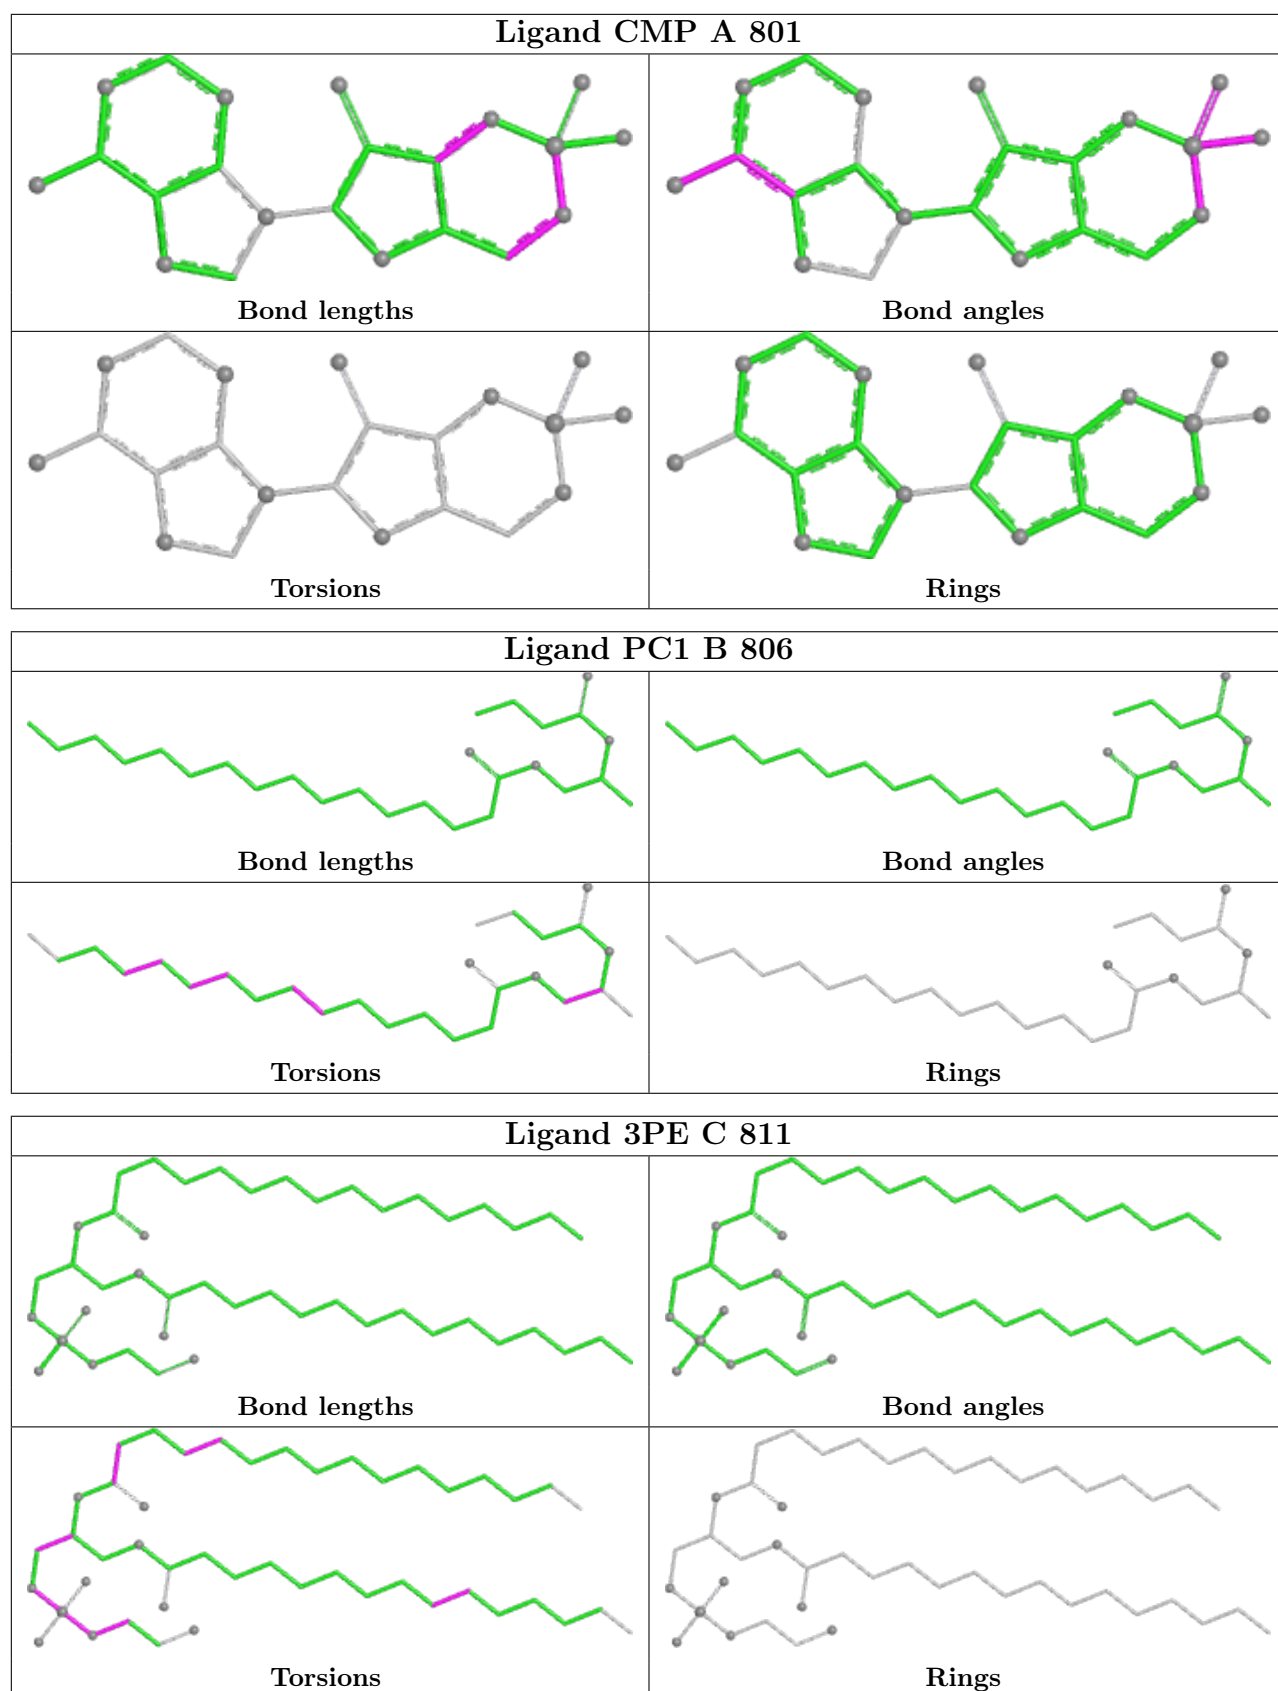 Ligand CMP A 801
Bond lengths
Bond angles
Torsions
Rings
Ligand PC1 B 806
Bond lengths
Bond angles
Torsions
Rings
Ligand 3PE C 811
Bond lengths
Bond angles
Torsions
Rings